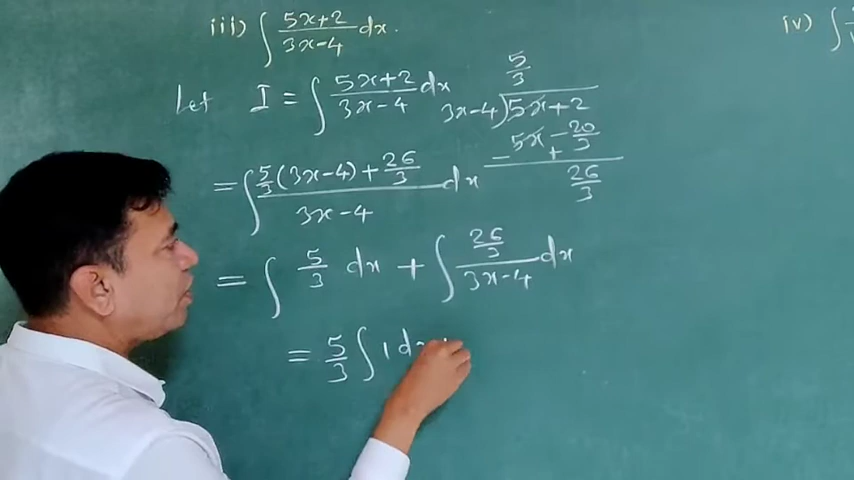 iii) ∫ (5x+2)/(3x-4) dx.
iv) ∫
Let I = ∫ (5x+2)/(3x-4) dx
5/3
3x-4) 5x+2
5x - 20/3
- +
26/3
= ∫ (5/3 (3x-4) + 26/3)/(3x-4) dx
= ∫ 5/3 dx + ∫ (26/3)/(3x-4) dx
= 5/3 ∫ 1 dx